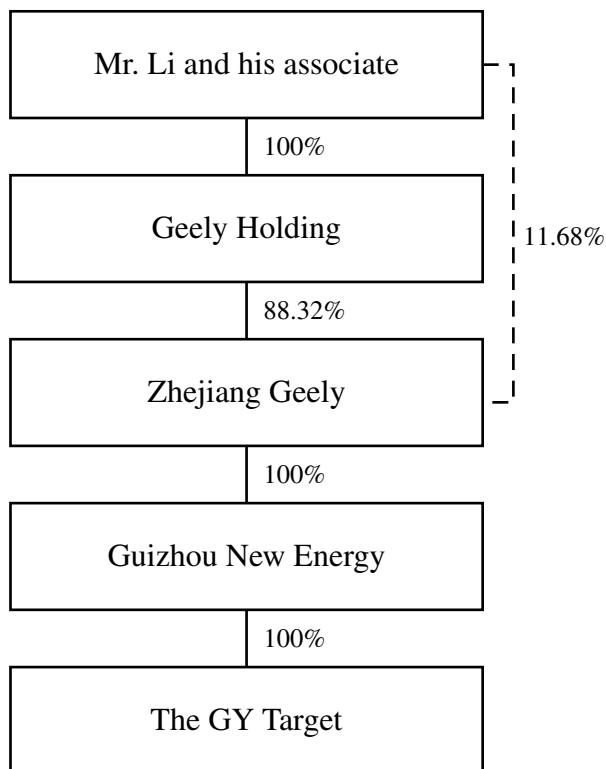 Mr. Li and his associate
100%
Geely Holding
11.68%
88.32%
Zhejiang Geely
100%
Guizhou New Energy
100%
The GY Target